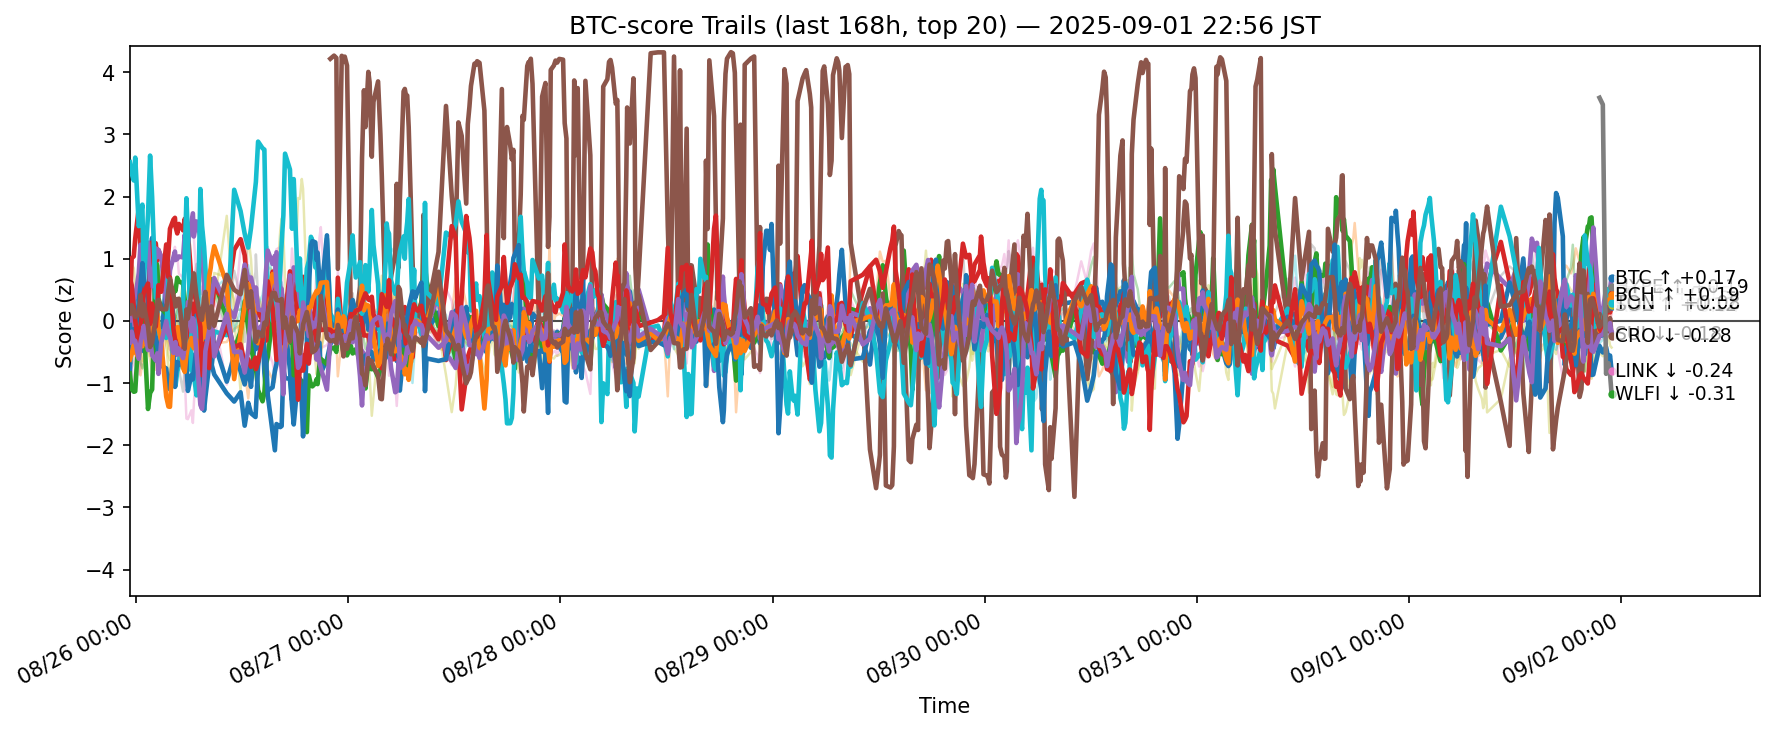 BTC-score Trails (last 168h, top 20) — 2025-09-01 22:56 JST
Score (z)
4
3
2
1
0
−1
−2
−3
−4
BTC ↑ +0.17
BCH ↑ +0.19
CRO ↓ -0.28
LINK ↓ -0.24
WLFI ↓ -0.31
08/26 00:00
08/27 00:00
08/28 00:00
08/29 00:00
08/30 00:00
08/31 00:00
09/01 00:00
09/02 00:00
Time